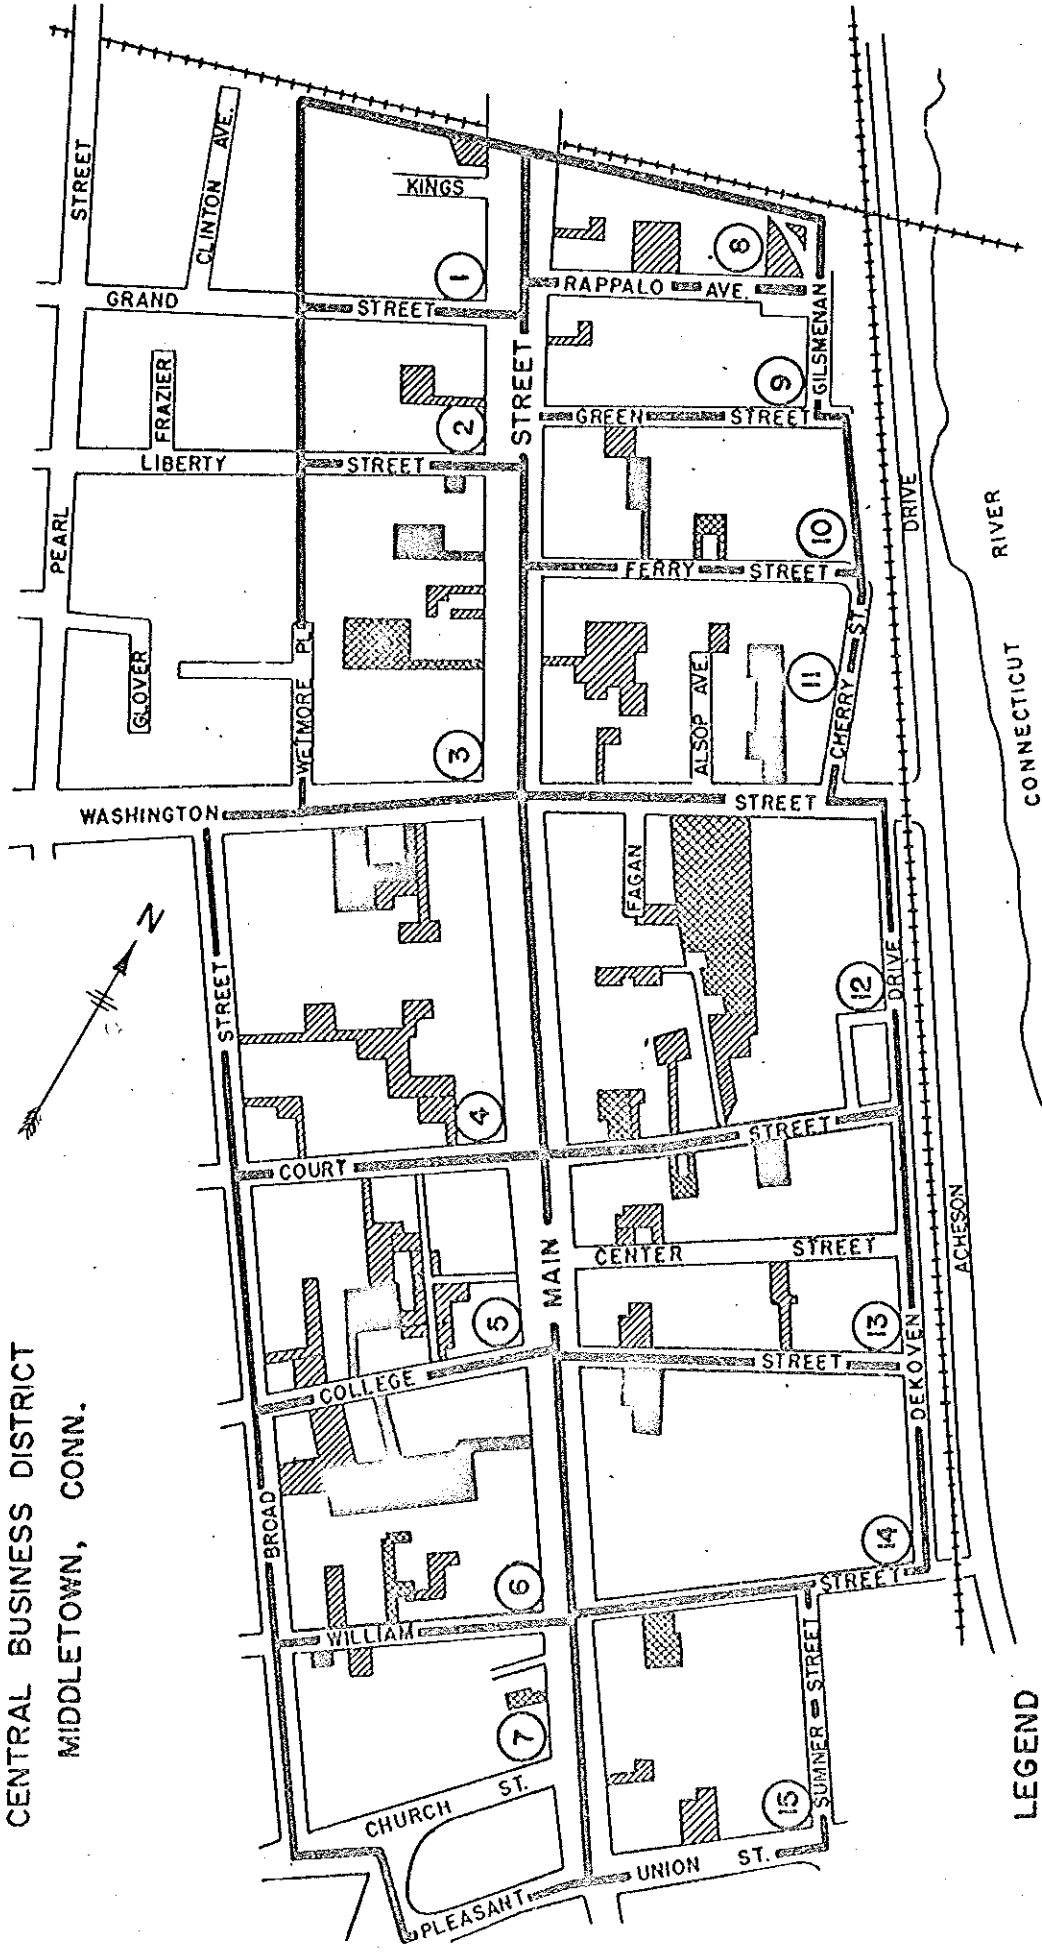 CENTRAL BUSINESS DISTRICT
MIDDLETOWN, CONN.
N
STREET
PEARL
CLINTON AVE.
GRAND
STREET
FRAZIER
LIBERTY
STREET
GLOVER
WETMORE PL.
KINGS
WASHINGTON
STREET
STREET
BROAD
COURT
STREET
COLLEGE
STREET
WILLIAM
STREET
CHURCH ST.
PLEASANT
UNION ST.
SUMNER STREET
MAIN
STREET
RAPPALO AVE.
GILSMENAN
GREEN STREET
FERRY STREET
ALSOP AVE.
CHERRY ST.
FAGAN
CENTER STREET
DEKOVEN
DRIVE
ACHESON
DRIVE
CONNECTICUT
RIVER
1
2
3
4
5
6
7
8
9
10
11
12
13
14
15
LEGEND